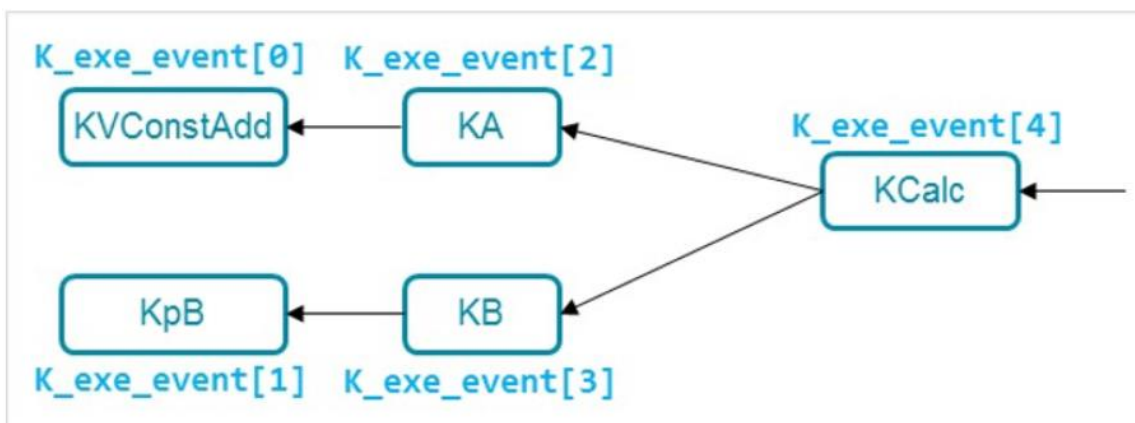 K_exe_event[0] K_exe_event[2]
KVConstAdd KA
K_exe_event[4]
KCalc
KpB KB
K_exe_event[1] K_exe_event[3]